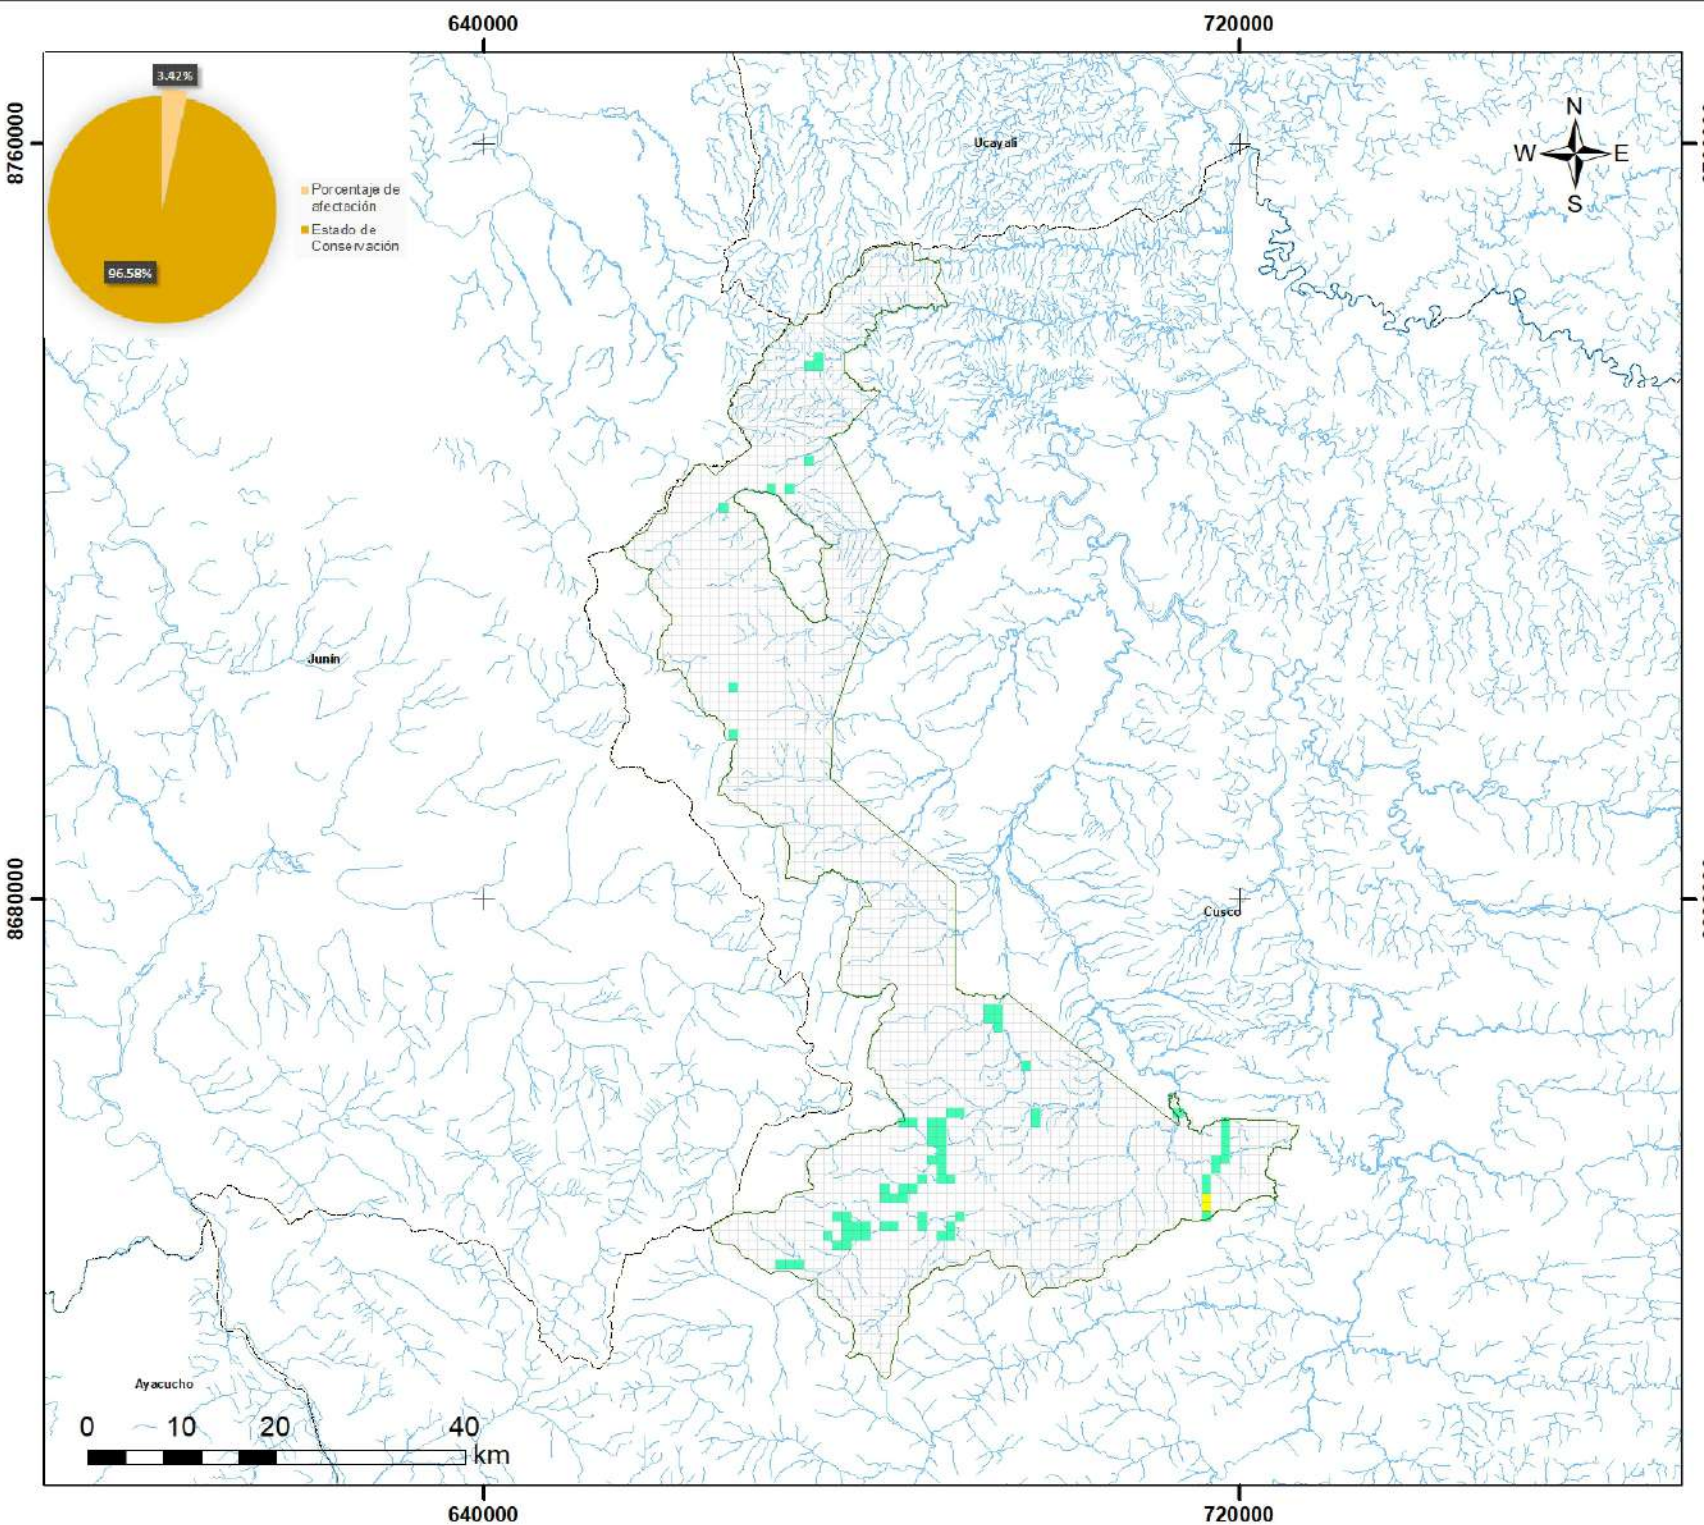 640000
720000
3.42%
8760000
Ucayali
N
W
E
S
Porcentaje de
afectación
Estado de
Conservación
96.58%
Junín
8680000
Cusco
Ayacucho
0
10
20
40
km
640000
720000